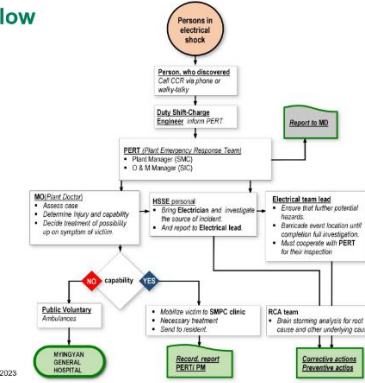 low
Persons in
electrical
shock
Person, who discovered
Call CCR via phone or
walky-talky
Duty Shift-Charge
Engineer inform PERT
Report to MD
PERT (Plant Emergency Response Team)
• Plant Manager (SMC)
• O & M Manager (SIC)
MO(Plant Doctor)
• Assess case
• Determine Injury and capability
• Decide treatment of possibility
up on symptom of victim.
HSSE personal
• Bring Electrician and investigate
the source of incident.
• And report to Electrical lead.
Electrical team lead
• Ensure that further potential
hazards.
• Barricade event location until
completion full investigation.
• Must cooperate with PERT
for their inspection
NO
capability
YES
Public Voluntary
Ambulances
• Mobilize victim to SMPC clinic
• Necessary treatment
• Send to resident.
RCA team
• Brain storming analysis for root
cause and other underlying cau
MYINGYAN
GENERAL
HOSPITAL
Record, report
PERT/ PM
Corrective actions
Preventive actios
2023